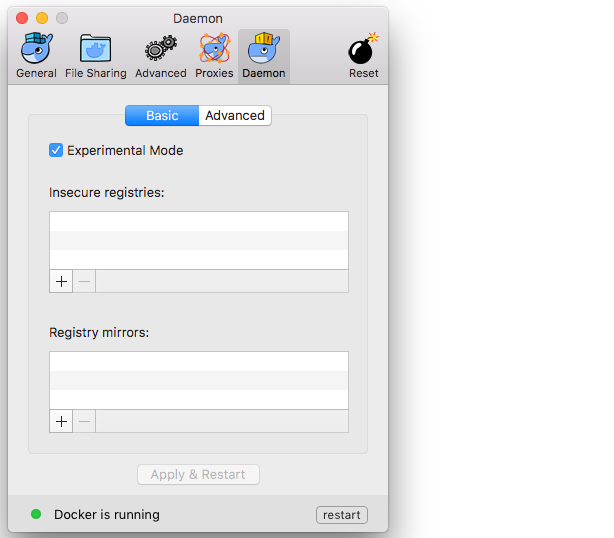 Daemon
General File Sharing Advanced Proxies Daemon Reset
Basic Advanced
Experimental Mode
Insecure registries:
+ −
Registry mirrors:
+ −
Apply & Restart
Docker is running restart